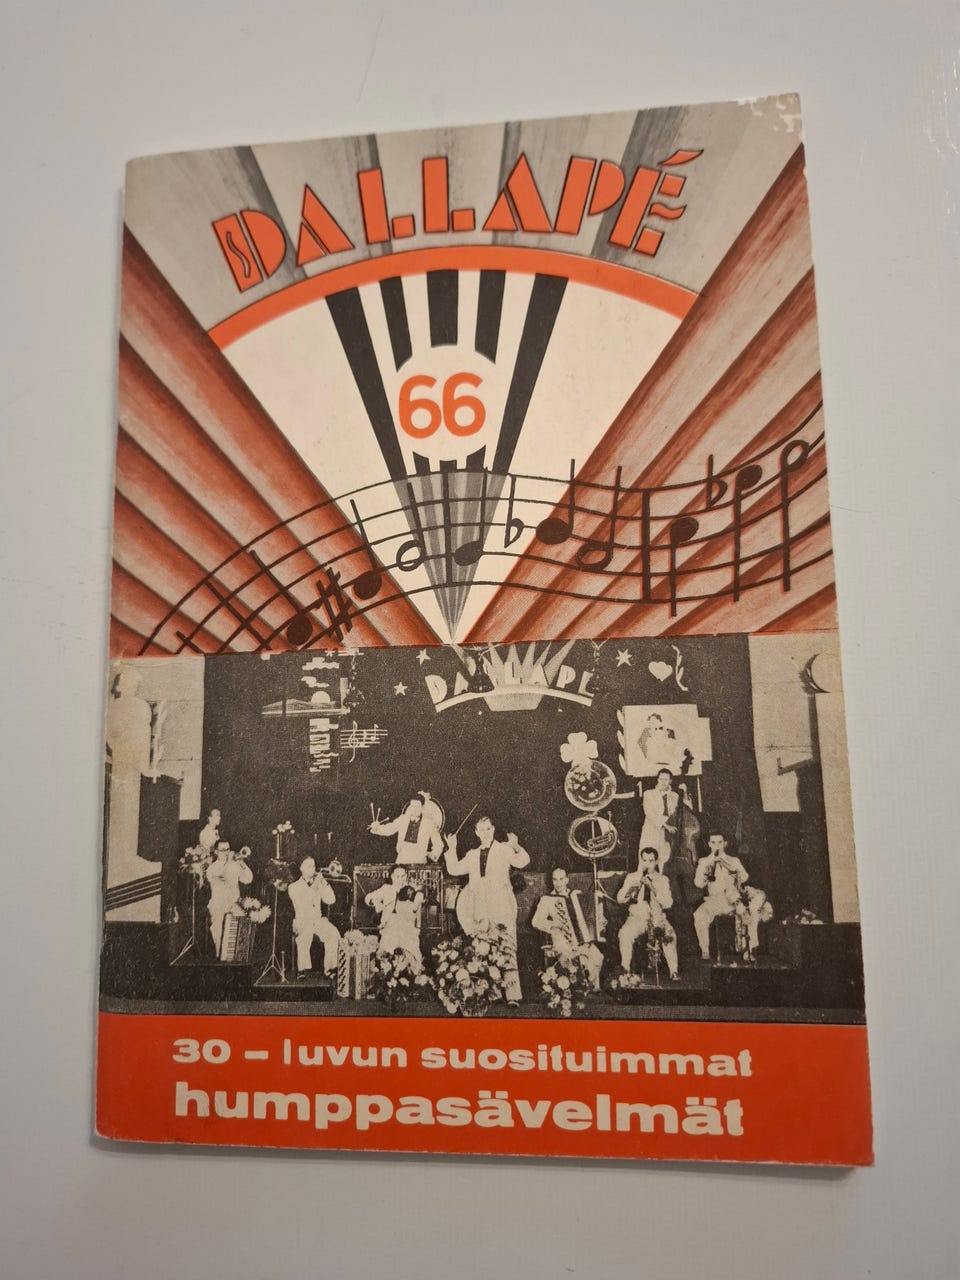 DALLAPÉ
66
DALLAPÉ
30 – luvun suosituimmat
humppasävelmät